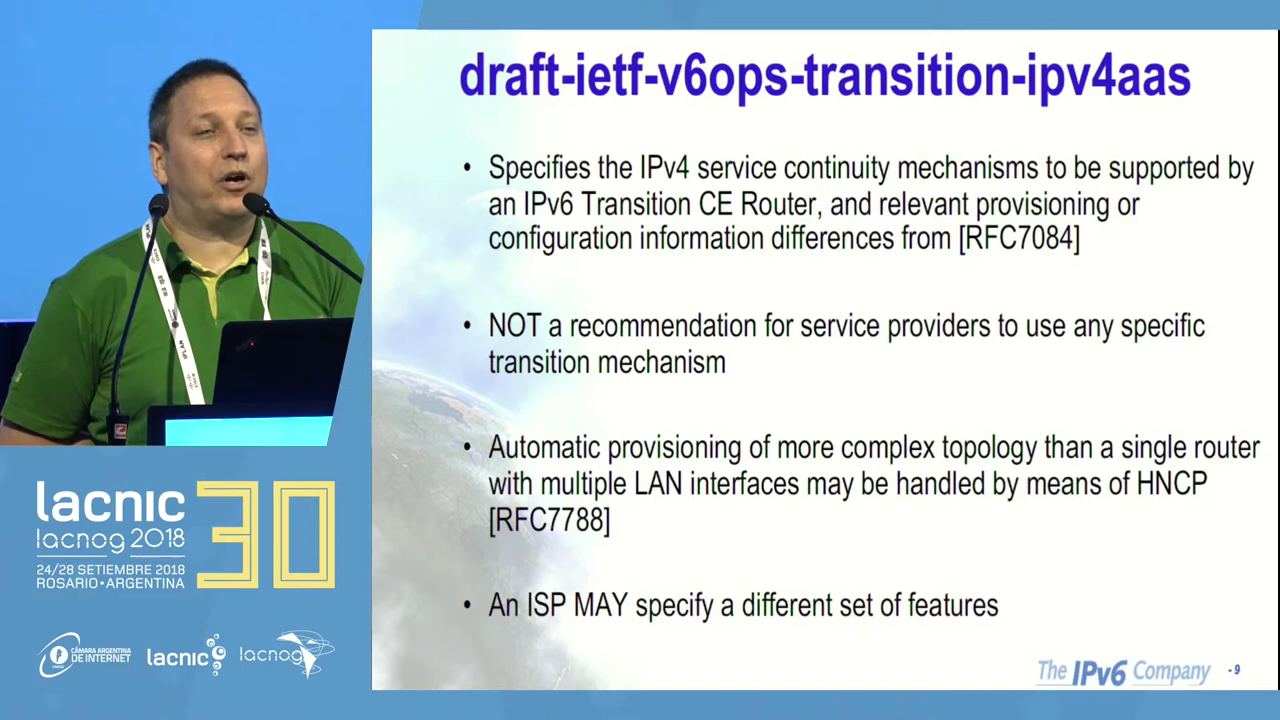 draft-ietf-v6ops-transition-ipv4aas
• Specifies the IPv4 service continuity mechanisms to be supported by
an IPv6 Transition CE Router, and relevant provisioning or
configuration information differences from [RFC7084]
• NOT a recommendation for service providers to use any specific
transition mechanism
• Automatic provisioning of more complex topology than a single router
with multiple LAN interfaces may be handled by means of HNCP
[RFC7788]
• An ISP MAY specify a different set of features
The IPv6 Company
- 9
lacnic 30
lacnog 2018
24/28 SETIEMBRE 2018
ROSARIO • ARGENTINA
CÁMARA ARGENTINA
DE INTERNET
lacnic
lacnog
IPLAN